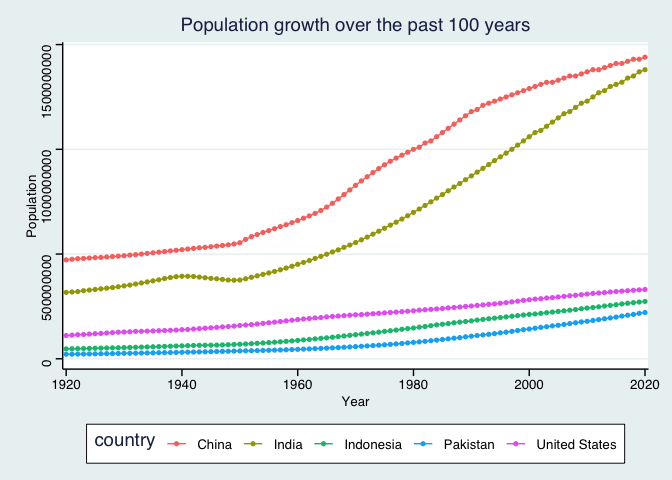 Population growth over the past 100 years
Population
1500000000
1000000000
500000000
0
1920 1940 1960 1980 2000 2020
Year
country China India Indonesia Pakistan United States